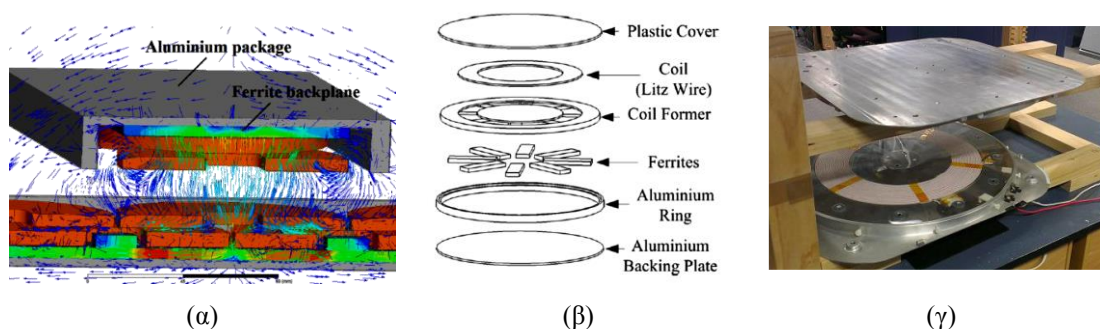 Aluminium package
Ferrite backplane
Plastic Cover
Coil
(Litz Wire)
Coil Former
Ferrites
Aluminium
Ring
Aluminium
Backing Plate
(α)
(β)
(γ)